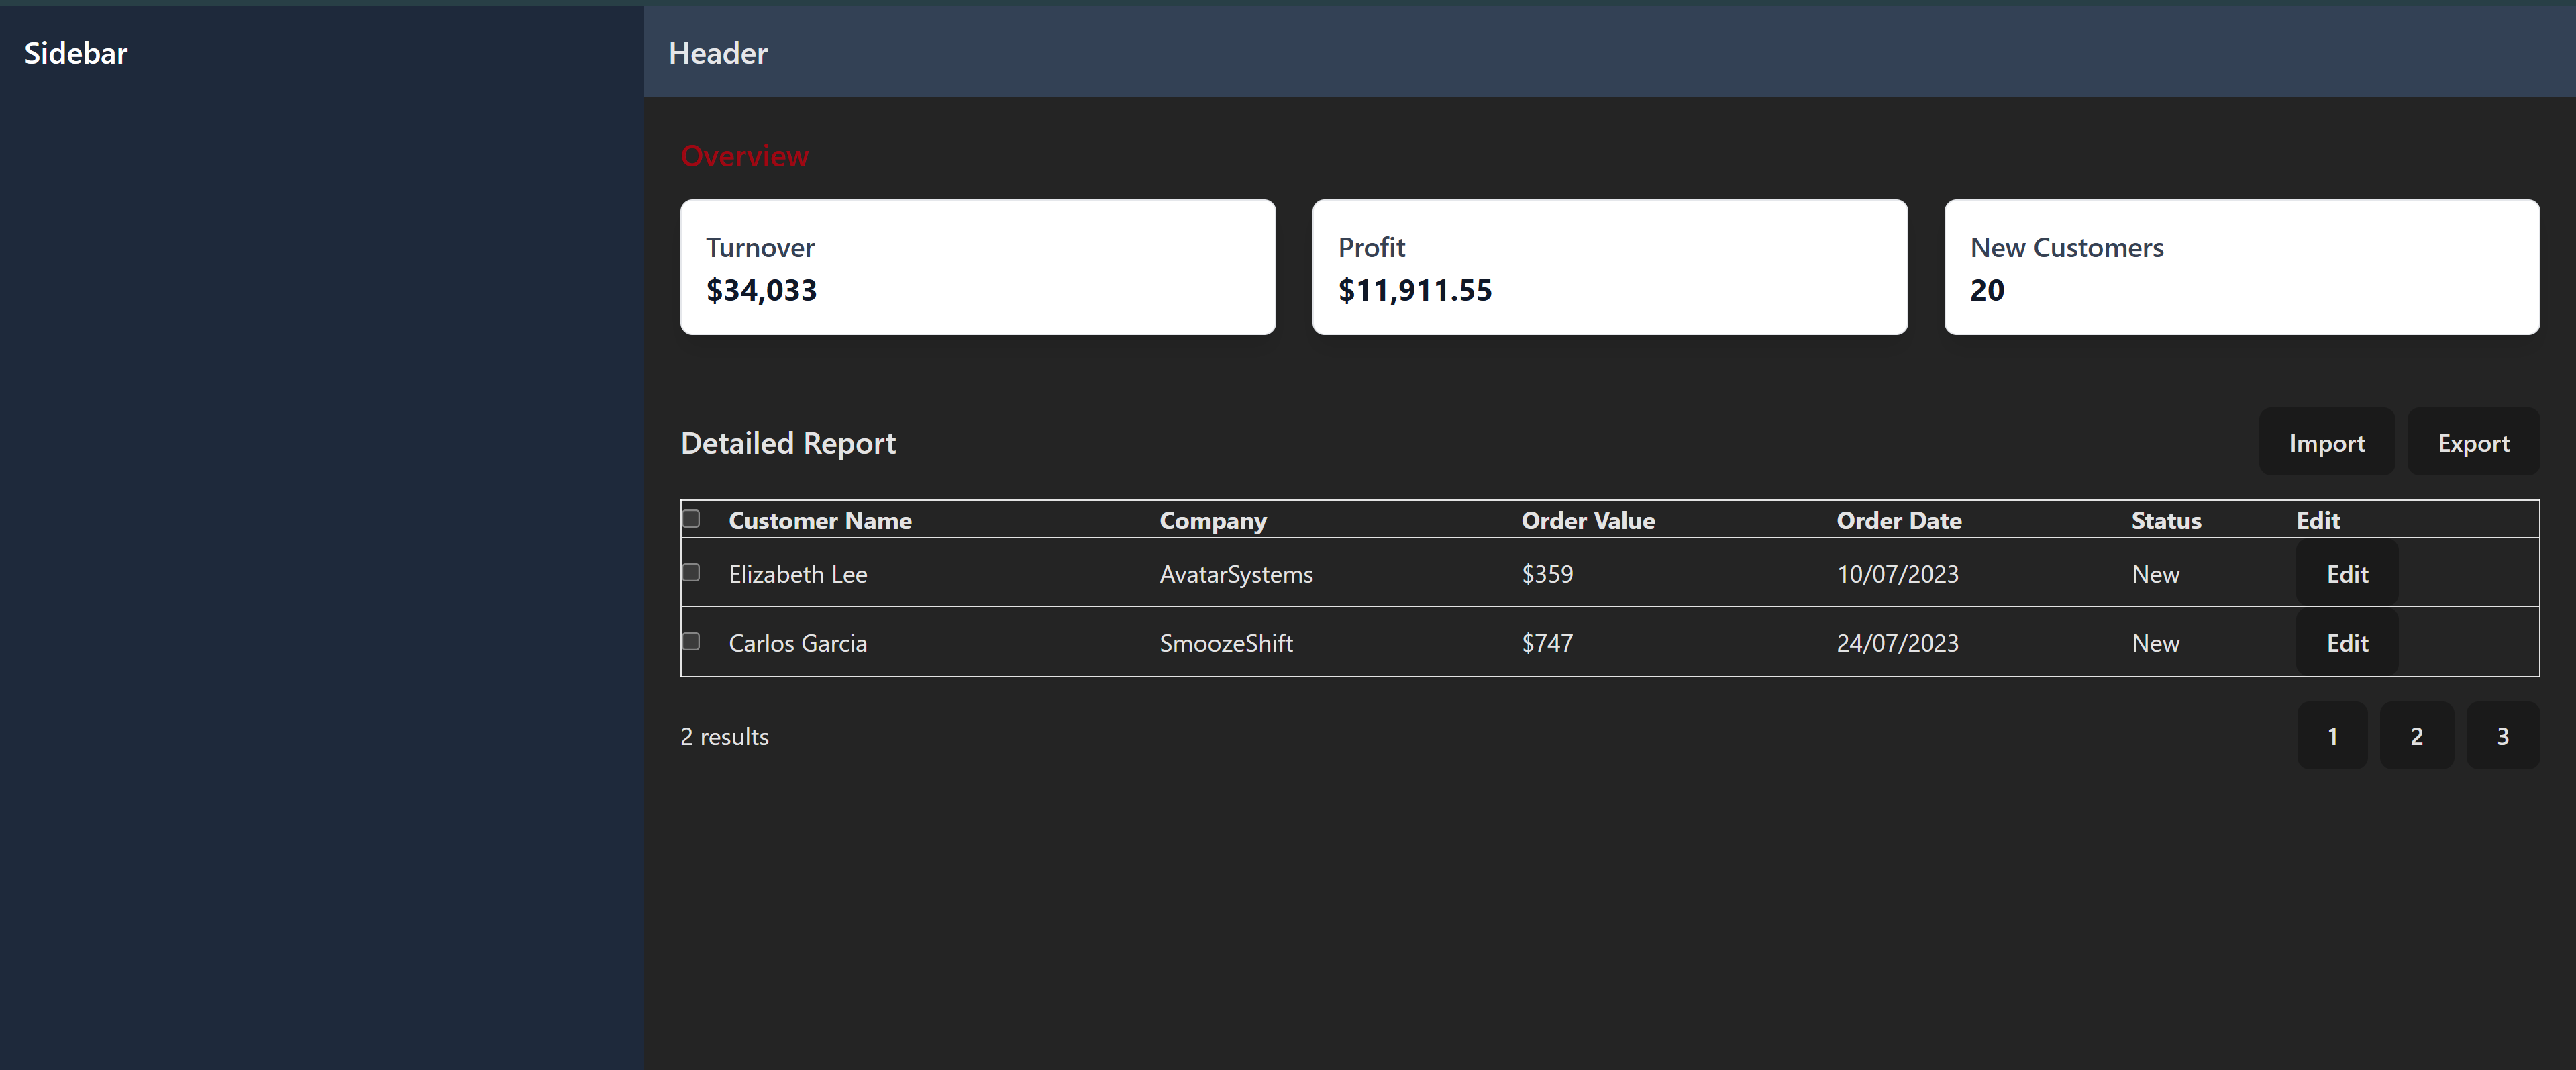 Sidebar
Header
Overview
Turnover
$34,033
Profit
$11,911.55
New Customers
20
Detailed Report
Import
Export
Customer Name Company Order Value Order Date Status Edit
Elizabeth Lee AvatarSystems $359 10/07/2023 New Edit
Carlos Garcia SmoozeShift $747 24/07/2023 New Edit
2 results
1 2 3